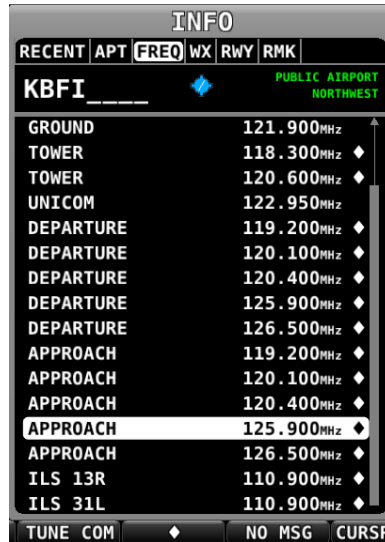 INFO
RECENT APT FREQ WX RWY RMK
KBFI____
PUBLIC AIRPORT
NORTHWEST
GROUND 121.900MHz
TOWER 118.300MHz ♦
TOWER 120.600MHz ♦
UNICOM 122.950MHz
DEPARTURE 119.200MHz ♦
DEPARTURE 120.100MHz ♦
DEPARTURE 120.400MHz ♦
DEPARTURE 125.900MHz ♦
DEPARTURE 126.500MHz ♦
APPROACH 119.200MHz ♦
APPROACH 120.100MHz ♦
APPROACH 120.400MHz ♦
APPROACH 125.900MHz ♦
APPROACH 126.500MHz ♦
ILS 13R 110.900MHz ♦
ILS 31L 110.900MHz ♦
TUNE COM ♦ NO MSG CURS